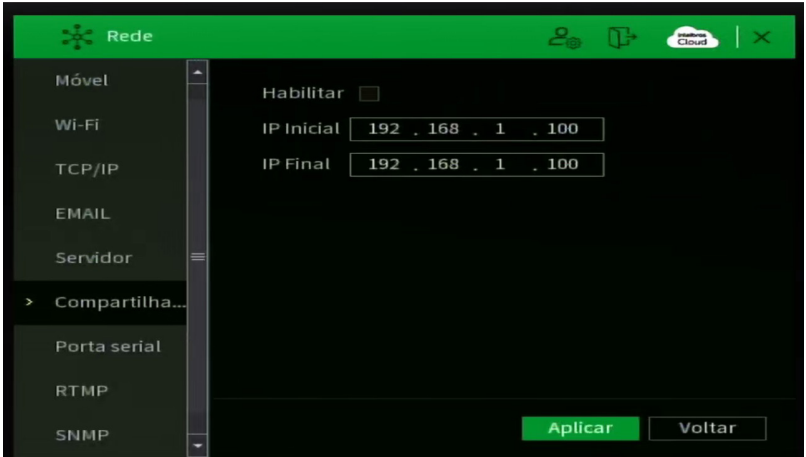 Rede
intelbras
Cloud
Móvel
Wi-Fi
TCP/IP
EMAIL
Servidor
> Compartilha...
Porta serial
RTMP
SNMP
Habilitar
IP Inicial 192 . 168 . 1 . 100
IP Final 192 . 168 . 1 . 100
Aplicar
Voltar